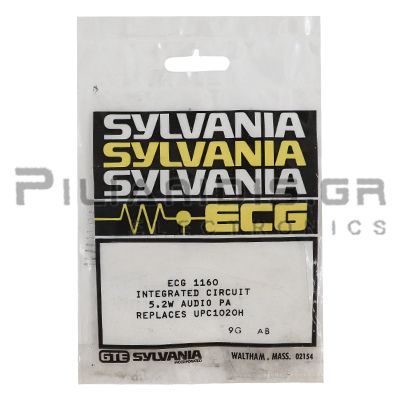 SYLVANIA
SYLVANIA
SYLVANIA
ECG
ECG 1160
INTEGRATED CIRCUIT
5.2W AUDIO PA
REPLACES UPC1020H
9G AB
GTE SYLVANIA
INCORPORATED
WALTHAM, MASS. 02154